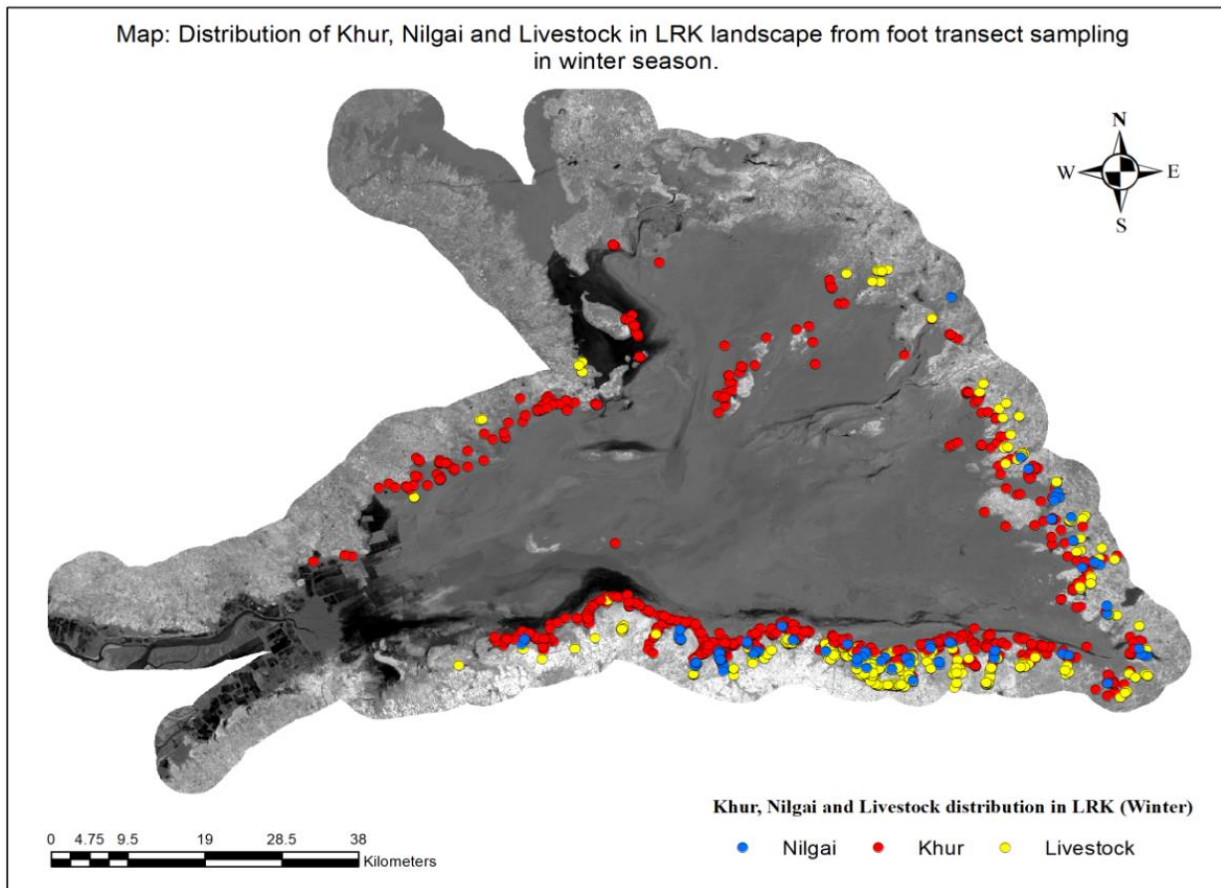 Map: Distribution of Khur, Nilgai and Livestock in LRK landscape from foot transect sampling
in winter season.
N
W E
S
Khur, Nilgai and Livestock distribution in LRK (Winter)
Nilgai Khur Livestock
0 4.75 9.5 19 28.5 38
Kilometers